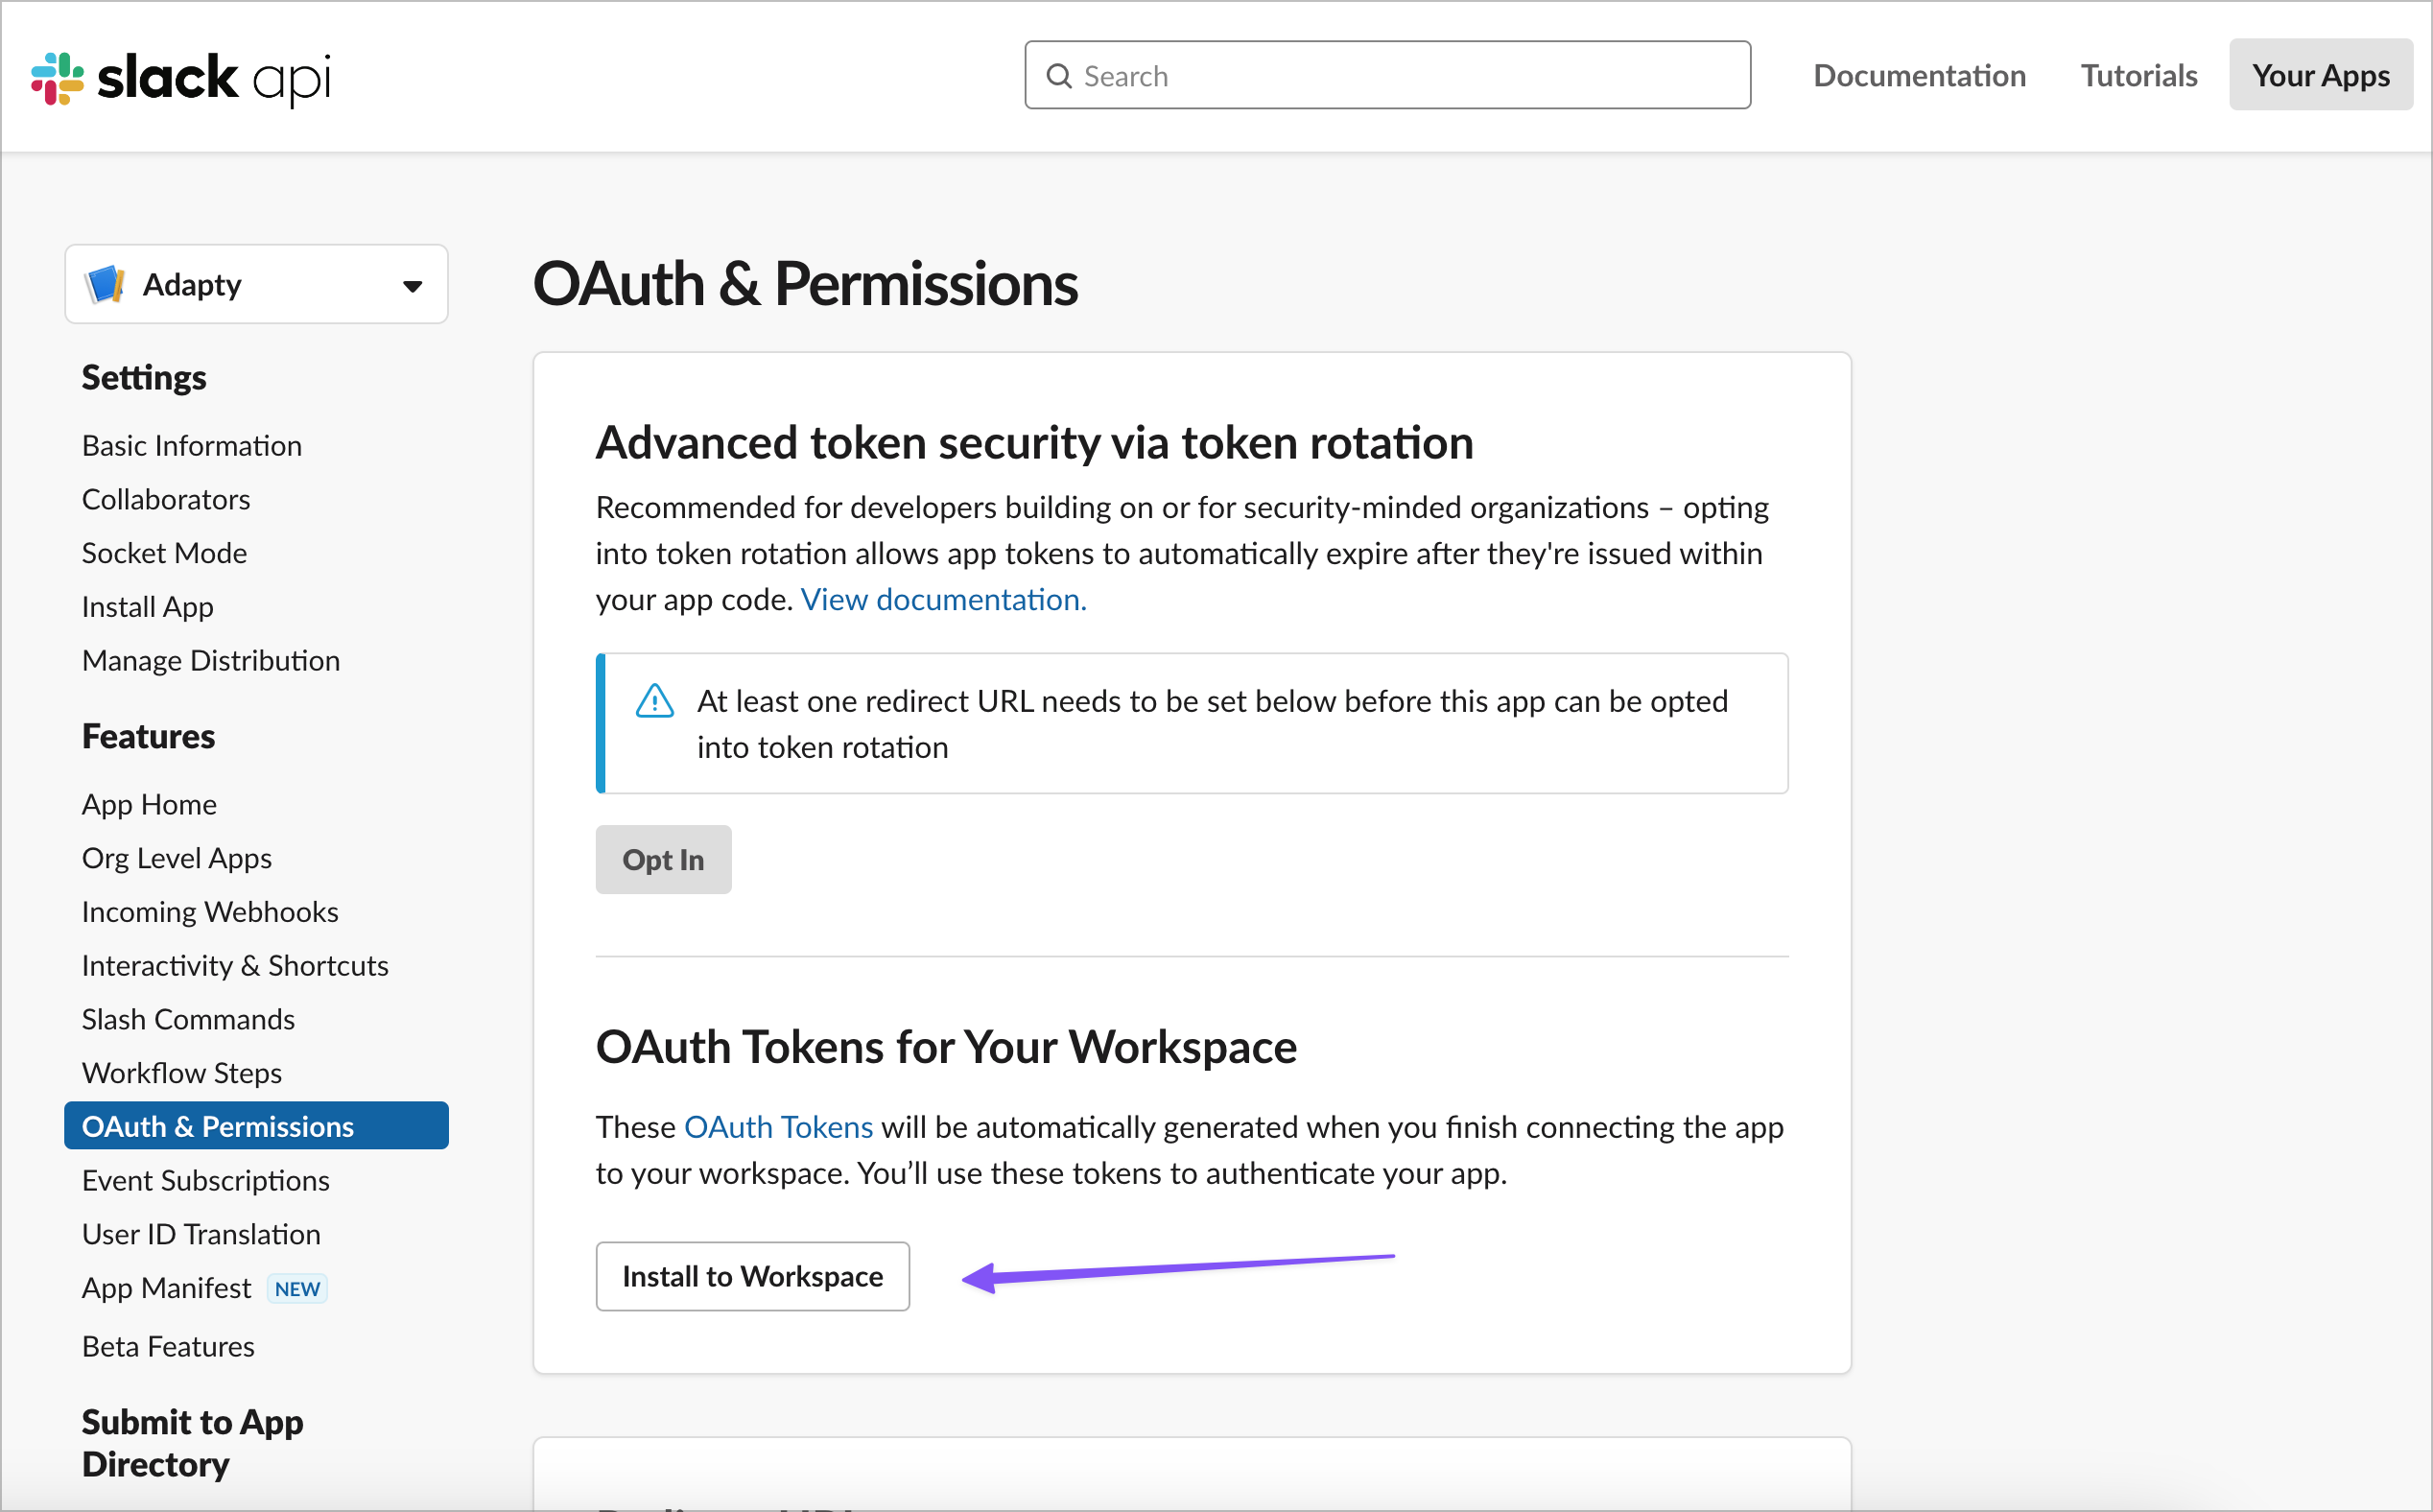 slack api
Search
Documentation
Tutorials
Your Apps
Adapty
Settings
Basic Information
Collaborators
Socket Mode
Install App
Manage Distribution
Features
App Home
Org Level Apps
Incoming Webhooks
Interactivity & Shortcuts
Slash Commands
Workflow Steps
OAuth & Permissions
Event Subscriptions
User ID Translation
App Manifest NEW
Beta Features
Submit to App
Directory
OAuth & Permissions
Advanced token security via token rotation
Recommended for developers building on or for security-minded organizations – opting
into token rotation allows app tokens to automatically expire after they're issued within
your app code. View documentation.
At least one redirect URL needs to be set below before this app can be opted
into token rotation
Opt In
OAuth Tokens for Your Workspace
These OAuth Tokens will be automatically generated when you finish connecting the app
to your workspace. You’ll use these tokens to authenticate your app.
Install to Workspace